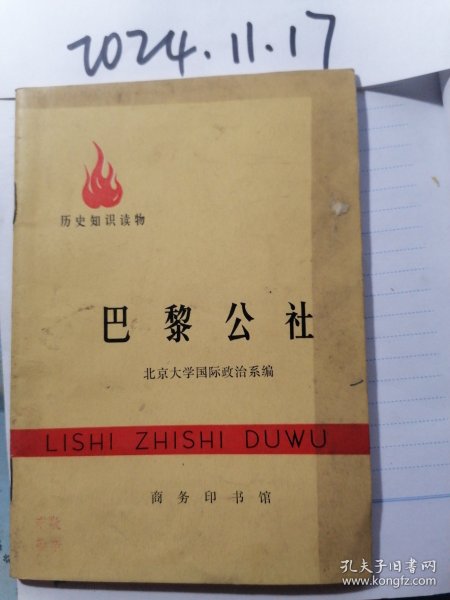 2024.11.17
历史知识读物
巴黎公社
北京大学国际政治系编
LISHI ZHISHI DUWU
商务印书馆
孔夫子旧书网
www.kongfz.com